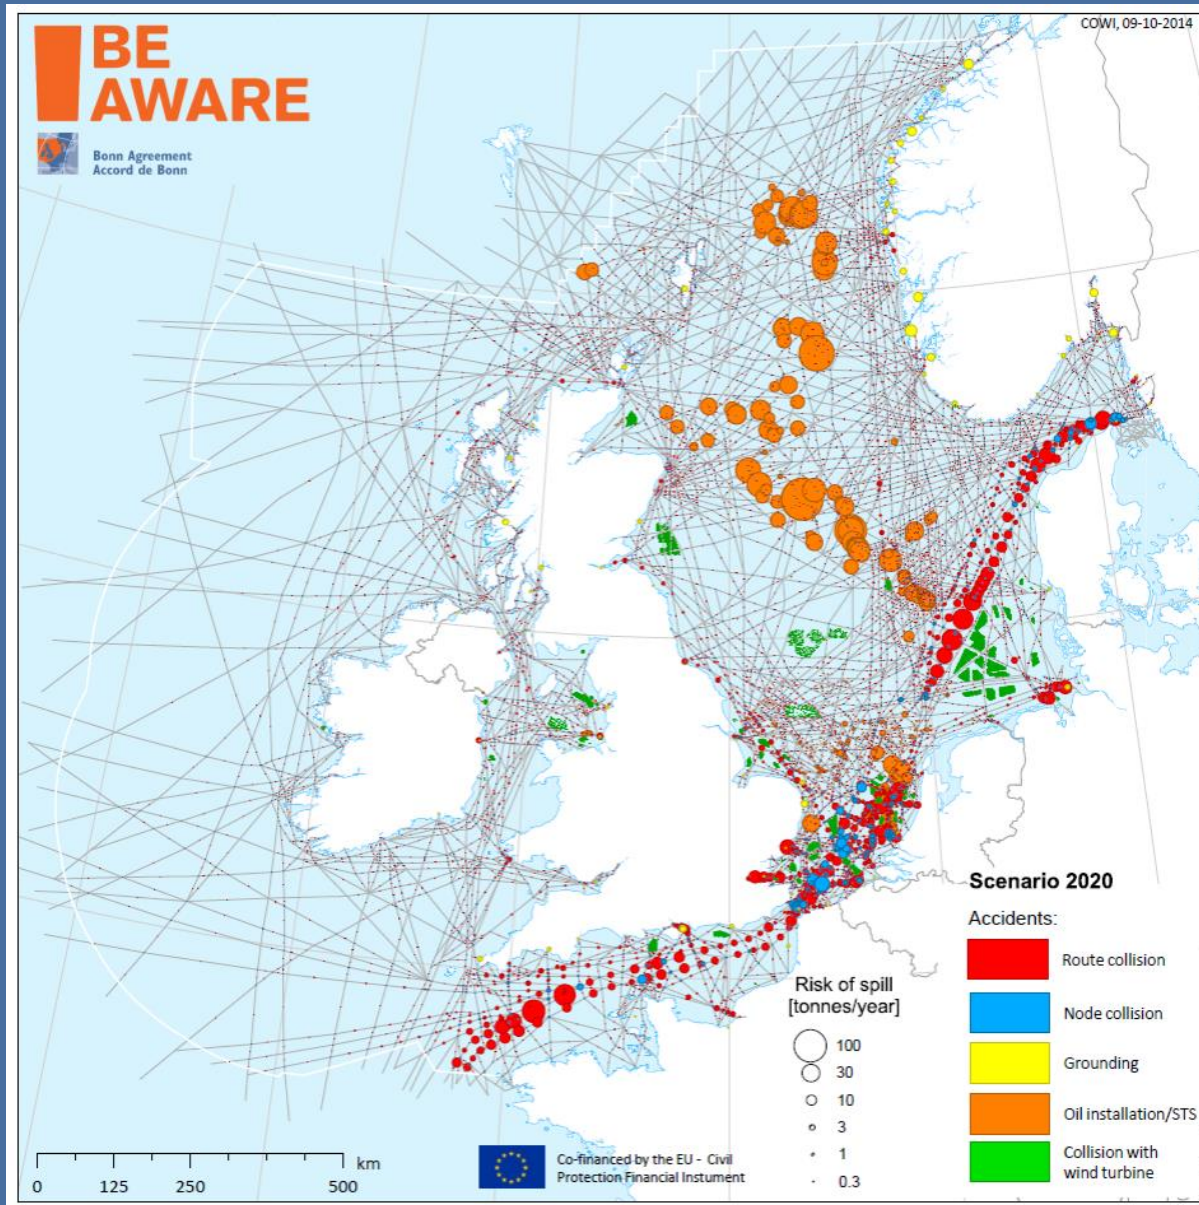 COWI, 09-10-2014
BE
AWARE
Bonn Agreement
Accord de Bonn
Scenario 2020
Accidents:
Route collision
Node collision
Grounding
Oil installation/STS
Collision with
wind turbine
Risk of spill
[tonnes/year]
100
30
10
3
1
0.3
km
0 125 250 500
Co-financed by the EU - Civil
Protection Financial Instument